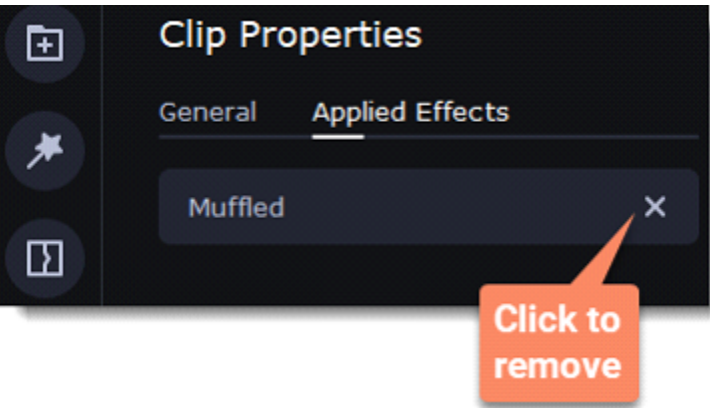 Clip Properties
General Applied Effects
Muffled
Click to
remove